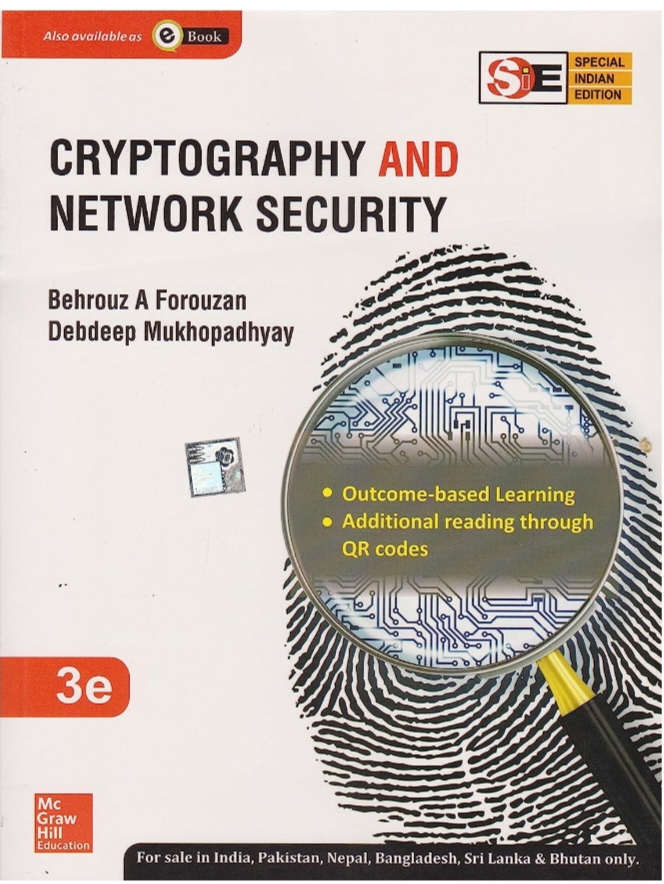 Also available as e Book
SiE SPECIAL
INDIAN
EDITION
CRYPTOGRAPHY AND
NETWORK SECURITY
Behrouz A Forouzan
Debdeep Mukhopadhyay
• Outcome-based Learning
• Additional reading through
QR codes
3e
Mc
Graw
Hill
Education
For sale in India, Pakistan, Nepal, Bangladesh, Sri Lanka & Bhutan only.